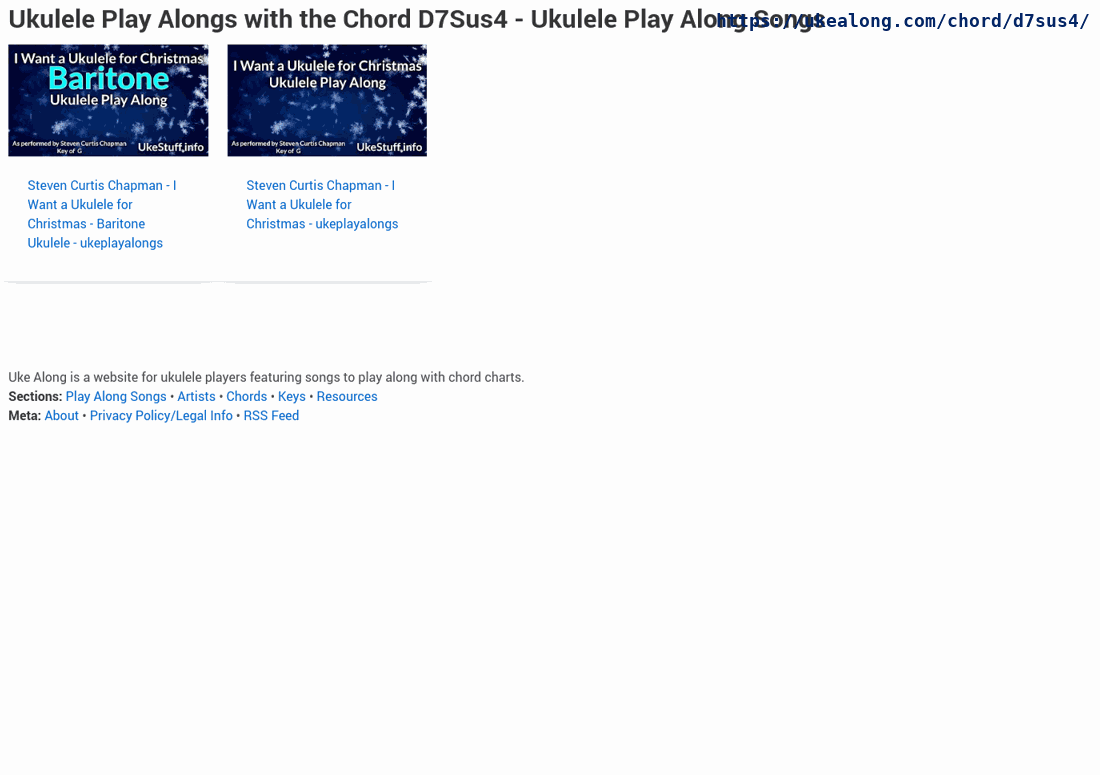 Ukulele Play Alongs with the Chord D7Sus4 - Ukulele Play Along Songs
https://ukealong.com/chord/d7sus4/
I Want a Ukulele for Christmas
Baritone
Ukulele Play Along
As performed by Steven Curtis Chapman
Key of G
UkeStuff.info
I Want a Ukulele for Christmas
Ukulele Play Along
As performed by Steven Curtis Chapman
Key of G
UkeStuff.info
Steven Curtis Chapman - I
Want a Ukulele for
Christmas - Baritone
Ukulele - ukeplayalongs
Steven Curtis Chapman - I
Want a Ukulele for
Christmas - ukeplayalongs
Uke Along is a website for ukulele players featuring songs to play along with chord charts.
Sections: Play Along Songs • Artists • Chords • Keys • Resources
Meta: About • Privacy Policy/Legal Info • RSS Feed